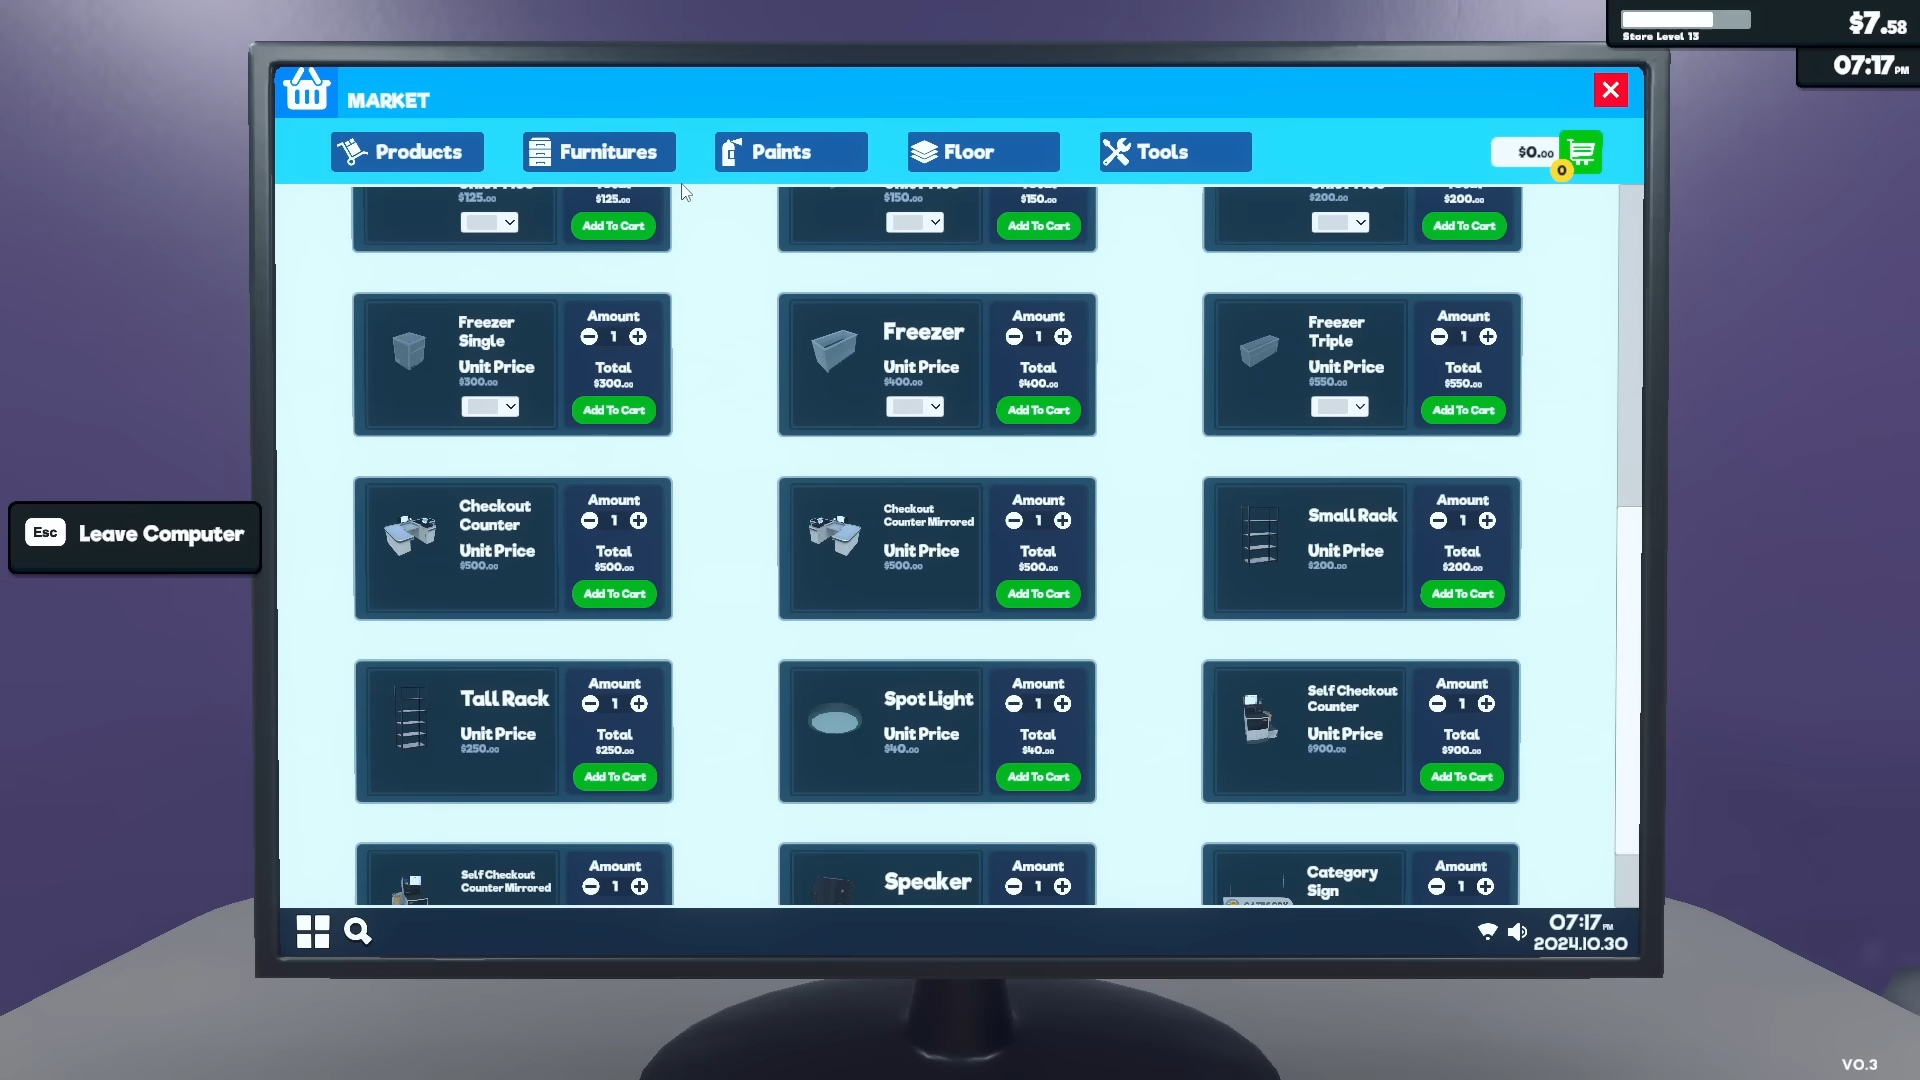 Store Level 13
$7.58
07:17 PM
MARKET
Products
Furnitures
Paints
Floor
Tools
$0.00
0
$125.00
$125.00
Add To Cart
$150.00
$150.00
Add To Cart
$200.00
$200.00
Add To Cart
Freezer
Single
Unit Price
$300.00
Amount
1
Total
$300.00
Add To Cart
Freezer
Unit Price
$400.00
Amount
1
Total
$400.00
Add To Cart
Freezer
Triple
Unit Price
$550.00
Amount
1
Total
$550.00
Add To Cart
Esc Leave Computer
Checkout
Counter
Unit Price
$500.00
Amount
1
Total
$500.00
Add To Cart
Checkout
Counter Mirrored
Unit Price
$500.00
Amount
1
Total
$500.00
Add To Cart
Small Rack
Unit Price
$200.00
Amount
1
Total
$200.00
Add To Cart
Tall Rack
Unit Price
$250.00
Amount
1
Total
$250.00
Add To Cart
Spot Light
Unit Price
$40.00
Amount
1
Total
$40.00
Add To Cart
Self Checkout
Counter
Unit Price
$900.00
Amount
1
Total
$900.00
Add To Cart
Self Checkout
Counter Mirrored
Amount
1
Speaker
Amount
1
Category
Sign
Amount
1
07:17 PM
2024.10.30
V0.3